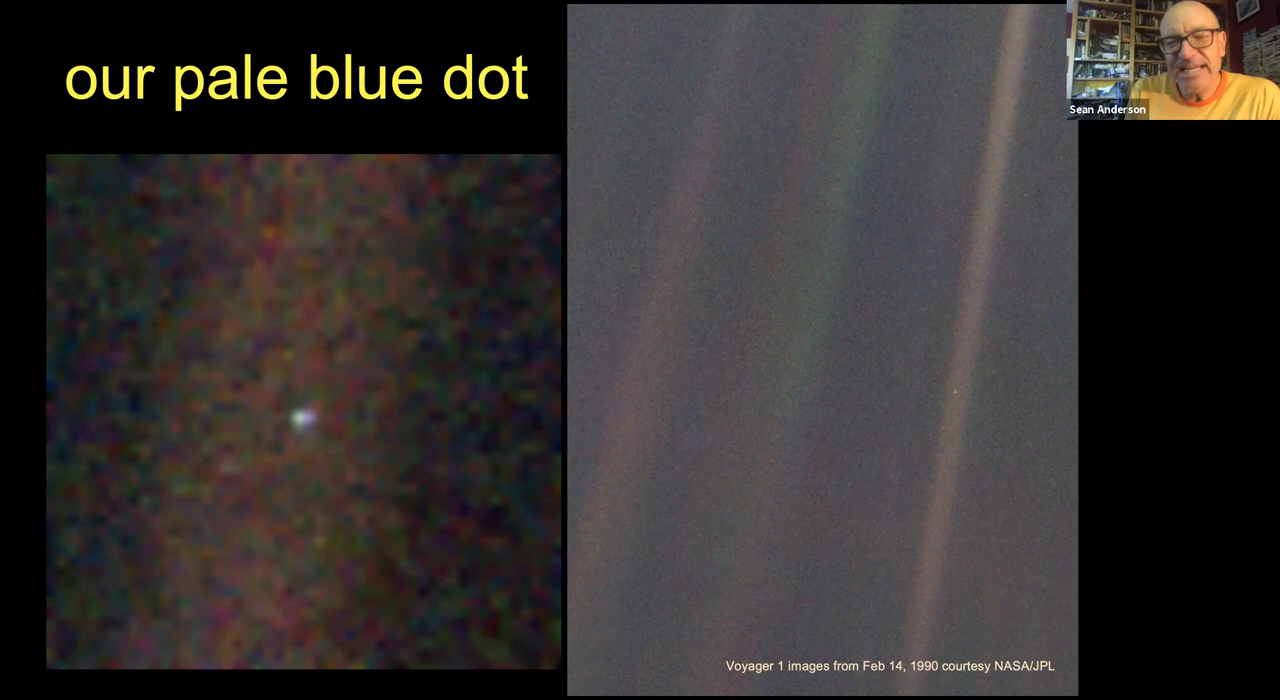 our pale blue dot
Sean Anderson
Voyager 1 images from Feb 14, 1990 courtesy NASA/JPL